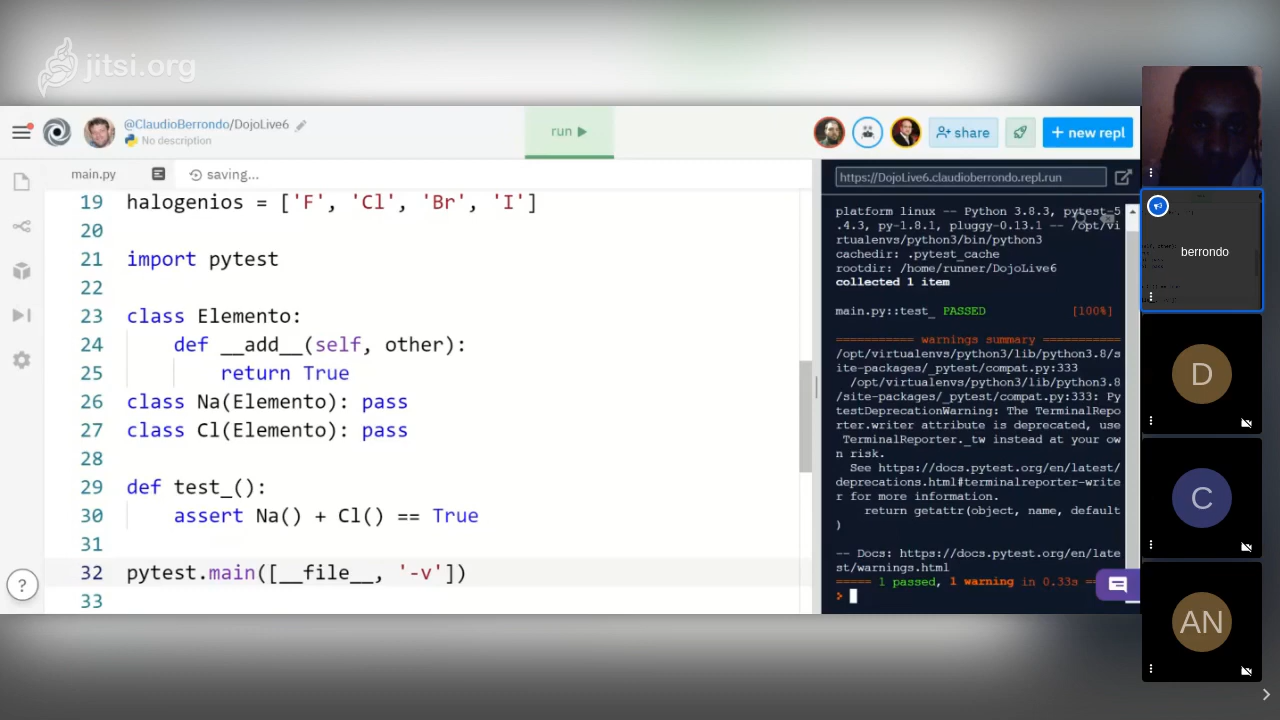 jitsi.org
@ClaudioBerrondo/DojoLive6
No description
run
share
+ new repl
main.py
saving...
https://DojoLive6.claudioberrondo.repl.run
19 halogenios = ['F', 'Cl', 'Br', 'I']
20
21 import pytest
22
23 class Elemento:
24 def __add__(self, other):
25 return True
26 class Na(Elemento): pass
27 class Cl(Elemento): pass
28
29 def test_():
30 assert Na() + Cl() == True
31
32 pytest.main([__file__, '-v'])
33
?
platform linux -- Python 3.8.3, pytest-5
.4.3, py-1.8.1, pluggy-0.13.1 -- /opt/vi
rtualenvs/python3/bin/python3
cachedir: .pytest_cache
rootdir: /home/runner/DojoLive6
collected 1 item
main.py::test_ PASSED [100%]
=========== warnings summary ===========
/opt/virtualenvs/python3/lib/python3.8/s
ite-packages/_pytest/compat.py:333
/opt/virtualenvs/python3/lib/python3.8
/site-packages/_pytest/compat.py:333: Py
testDeprecationWarning: The TerminalRepo
rter.writer attribute is deprecated, use
TerminalReporter._tw instead at your ow
n risk.
See https://docs.pytest.org/en/latest/
deprecations.html#terminalreporter-write
r for more information.
return getattr(object, name, default
)
-- Docs: https://docs.pytest.org/en/late
st/warnings.html
===== 1 passed, 1 warning in 0.33s ==
>
berrondo
D
C
AN